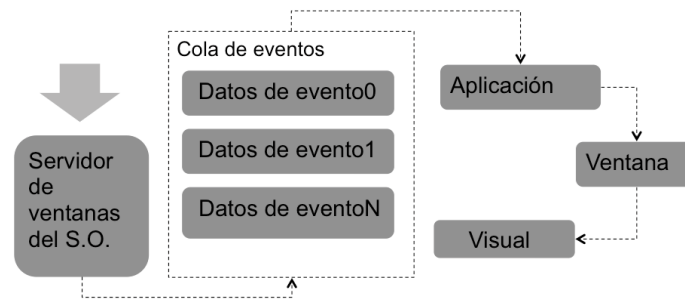 Cola de eventos
Datos de evento0
Datos de evento1
Datos de eventoN
Servidor
de
ventanas
del S.O.
Aplicación
Ventana
Visual